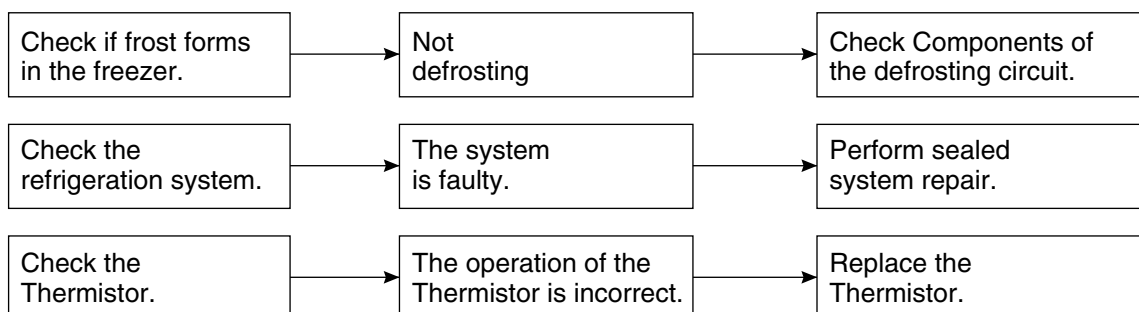 Check if frost forms
in the freezer.
Not
defrosting
Check Components of
the defrosting circuit.
Check the
refrigeration system.
The system
is faulty.
Perform sealed
system repair.
Check the
Thermistor.
The operation of the
Thermistor is incorrect.
Replace the
Thermistor.